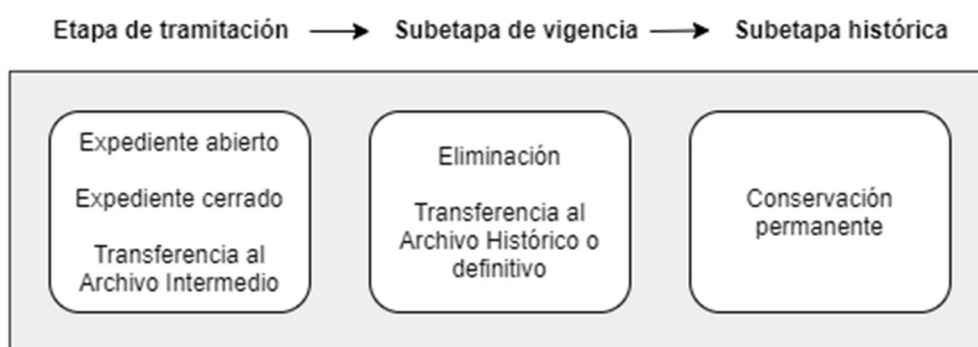 Etapa de tramitación
Subetapa de vigencia
Subetapa histórica
Expediente abierto
Expediente cerrado
Transferencia al
Archivo Intermedio
Eliminación
Transferencia al
Archivo Histórico o
definitivo
Conservación
permanente